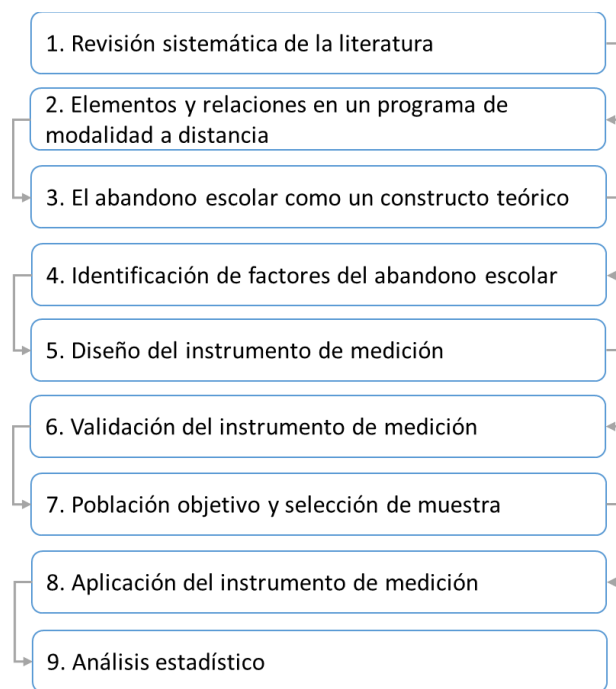 1. Revisión sistemática de la literatura
2. Elementos y relaciones en un programa de
modalidad a distancia
3. El abandono escolar como un constructo teórico
4. Identificación de factores del abandono escolar
5. Diseño del instrumento de medición
6. Validación del instrumento de medición
7. Población objetivo y selección de muestra
8. Aplicación del instrumento de medición
9. Análisis estadístico